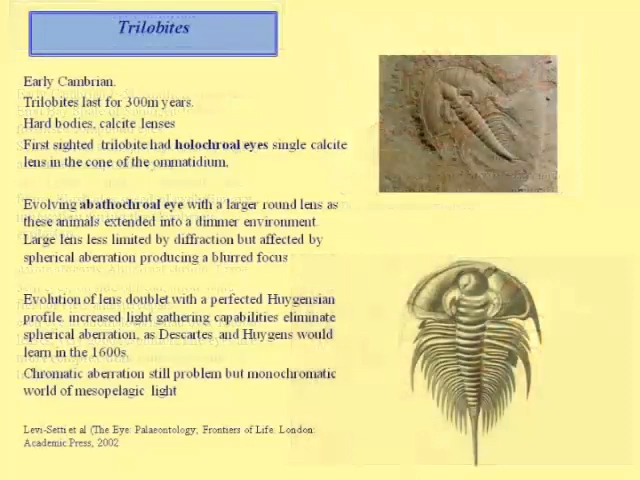 Trilobites
Early Cambrian.
Trilobites last for 300m years.
Hard bodies, calcite lenses
First sighted trilobite had holochroal eyes single calcite
lens in the cone of the ommatidium,
Evolving abathochroal eye with a larger round lens as
these animals extended into a dimmer environment.
Large lens less limited by diffraction but affected by
spherical aberration producing a blurred focus
Evolution of lens doublet with a perfected Huygensian
profile. increased light gathering capabilities eliminate
spherical aberration, as Descartes and Huygens would
learn in the 1600s.
Chromatic aberration still problem but monochromatic
world of mesopelagic light
Levi-Setti et al (The Eye. Palaeontology, Frontiers of Life. London:
Academic Press, 2002